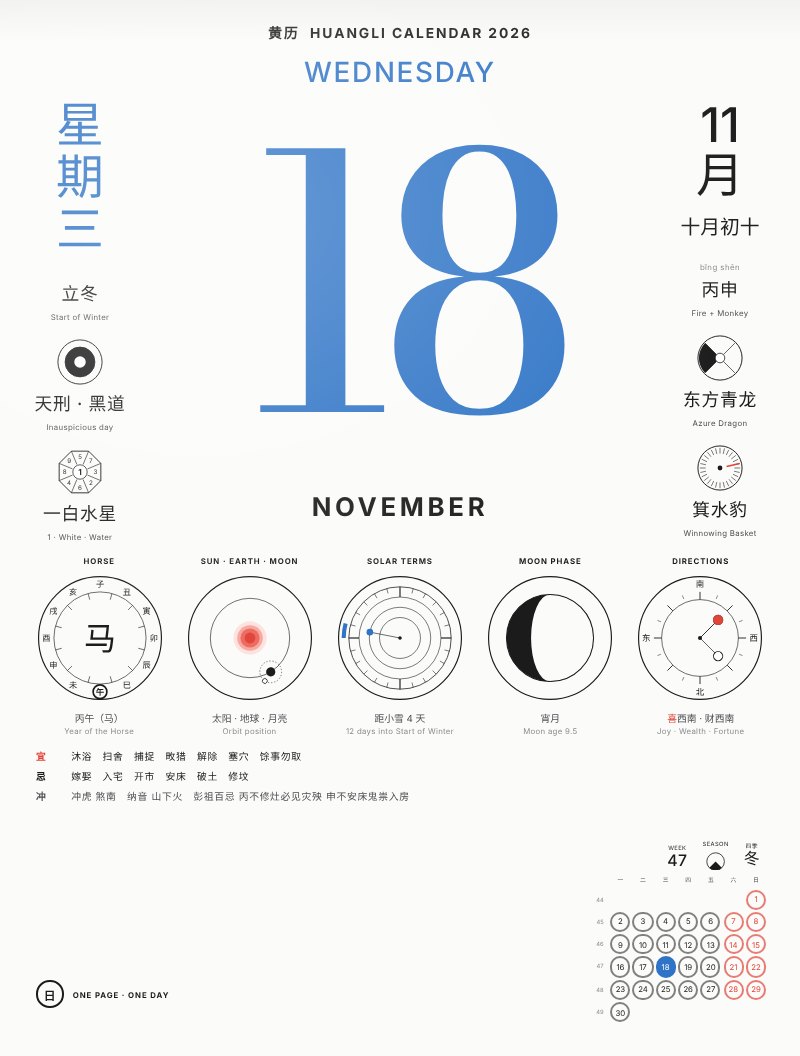 黄历 HUANGLI CALENDAR 2026
WEDNESDAY
星
期
三
18
11
月
十月初十
立冬
Start of Winter
bǐng shēn
丙申
Fire + Monkey
天刑 · 黑道
Inauspicious day
东方青龙
Azure Dragon
9 5 7
8 1 3
4 6 2
一白水星
1 · White · Water
箕水豹
Winnowing Basket
NOVEMBER
HORSE
子
丑
寅
卯
辰
巳
午
未
申
酉
戌
亥
马
丙午（马）
Year of the Horse
SUN · EARTH · MOON
太阳 · 地球 · 月亮
Orbit position
SOLAR TERMS
距小雪 4 天
12 days into Start of Winter
MOON PHASE
宵月
Moon age 9.5
DIRECTIONS
南
东
西
北
喜西南 · 财西南
Joy · Wealth · Fortune
宜 沐浴 扫舍 捕捉 畋猎 解除 塞穴 馀事勿取
忌 嫁娶 入宅 开市 安床 破土 修坟
冲 冲虎 煞南 纳音 山下火 彭祖百忌 丙不修灶必见灾殃 申不安床鬼祟入房
WEEK
47
SEASON
四季
冬
一 二 三 四 五 六 日
44 1
45 2 3 4 5 6 7 8
46 9 10 11 12 13 14 15
47 16 17 18 19 20 21 22
48 23 24 25 26 27 28 29
49 30
日 ONE PAGE · ONE DAY